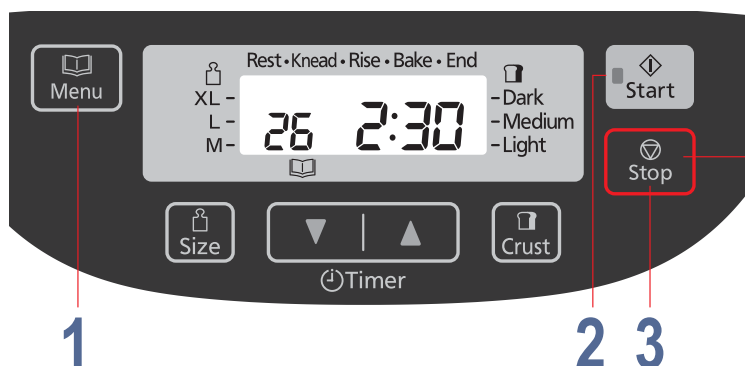 Rest • Knead • Rise • Bake • End
Menu
XL –
L –
M –
26 2:30
– Dark
– Medium
– Light
Start
Stop
Size
Timer
Crust
1
2
3